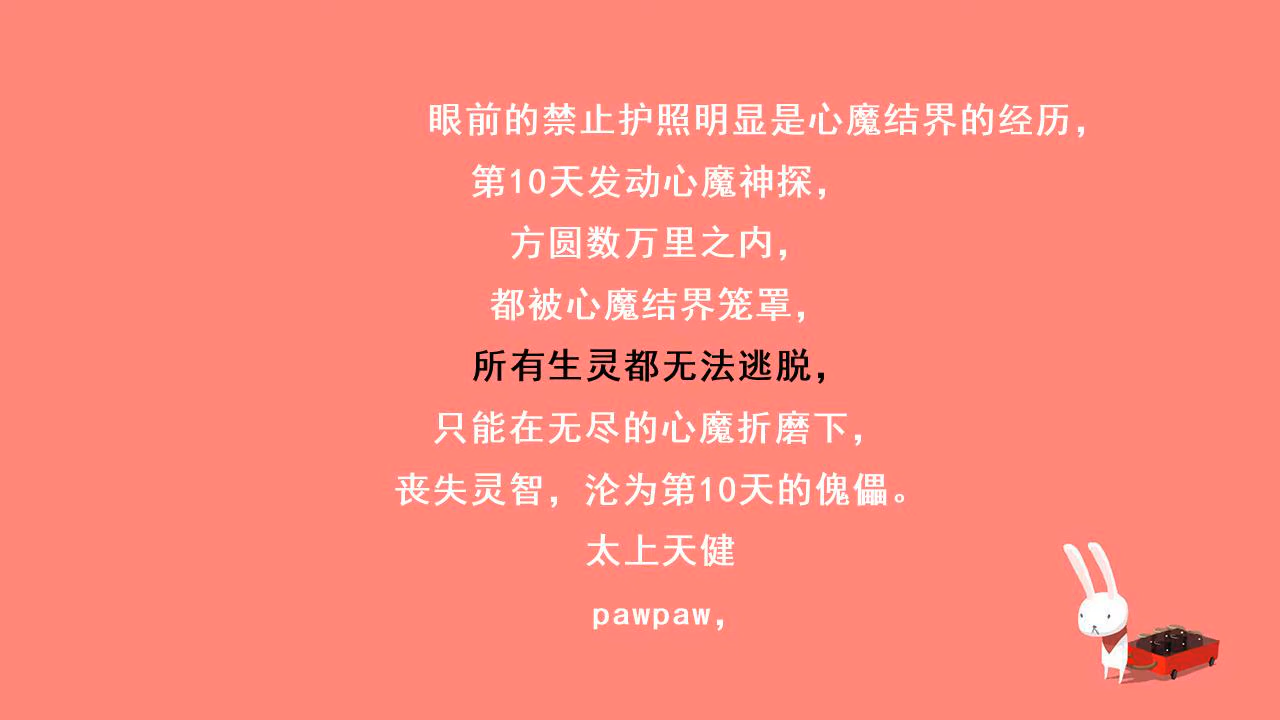 眼前的禁止护照明显是心魔结界的经历，
第10天发动心魔神探，
方圆数万里之内，
都被心魔结界笼罩，
所有生灵都无法逃脱，
只能在无尽的心魔折磨下，
丧失灵智，沦为第10天的傀儡。
太上天健
pawpaw，